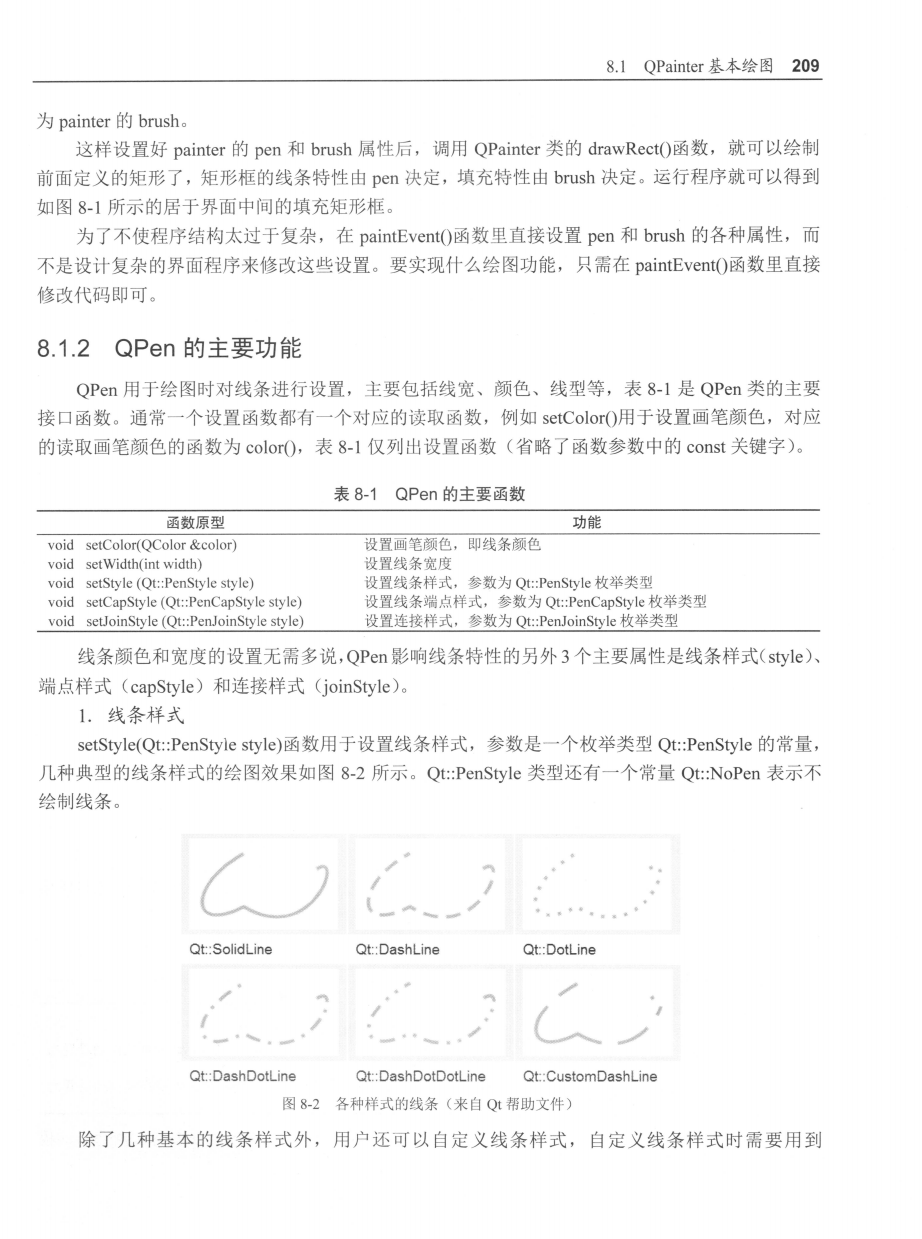 8.1 QPainter 基本绘图 209
为 painter 的 brush。
这样设置好 painter 的 pen 和 brush 属性后，调用 QPainter 类的 drawRect()函数，就可以绘制
前面定义的矩形了，矩形框的线条特性由 pen 决定，填充特性由 brush 决定。运行程序就可以得到
如图 8-1 所示的居于界面中间的填充矩形框。
为了不使程序结构太过于复杂，在 paintEvent()函数里直接设置 pen 和 brush 的各种属性，而
不是设计复杂的界面程序来修改这些设置。要实现什么绘图功能，只需在 paintEvent()函数里直接
修改代码即可。
8.1.2 QPen 的主要功能
QPen 用于绘图时对线条进行设置，主要包括线宽、颜色、线型等，表 8-1 是 QPen 类的主要
接口函数。通常一个设置函数都有一个对应的读取函数，例如 setColor()用于设置画笔颜色，对应
的读取画笔颜色的函数为 color()，表 8-1 仅列出设置函数（省略了函数参数中的 const 关键字）。
表 8-1 QPen 的主要函数
函数原型 功能
void setColor(QColor &color) 设置画笔颜色，即线条颜色
void setWidth(int width) 设置线条宽度
void setStyle (Qt::PenStyle style) 设置线条样式，参数为 Qt::PenStyle 枚举类型
void setCapStyle (Qt::PenCapStyle style) 设置线条端点样式，参数为 Qt::PenCapStyle 枚举类型
void setJoinStyle (Qt::PenJoinStyle style) 设置连接样式，参数为 Qt::PenJoinStyle 枚举类型
线条颜色和宽度的设置无需多说，QPen 影响线条特性的另外 3 个主要属性是线条样式（style）、
端点样式（capStyle）和连接样式（joinStyle）。
1．线条样式
setStyle(Qt::PenStyle style)函数用于设置线条样式，参数是一个枚举类型 Qt::PenStyle 的常量，
几种典型的线条样式的绘图效果如图 8-2 所示。Qt::PenStyle 类型还有一个常量 Qt::NoPen 表示不
绘制线条。
Qt::SolidLine Qt::DashLine Qt::DotLine
Qt::DashDotLine Qt::DashDotDotLine Qt::CustomDashLine
图 8-2 各种样式的线条（来自 Qt 帮助文件）
除了几种基本的线条样式外，用户还可以自定义线条样式，自定义线条样式时需要用到